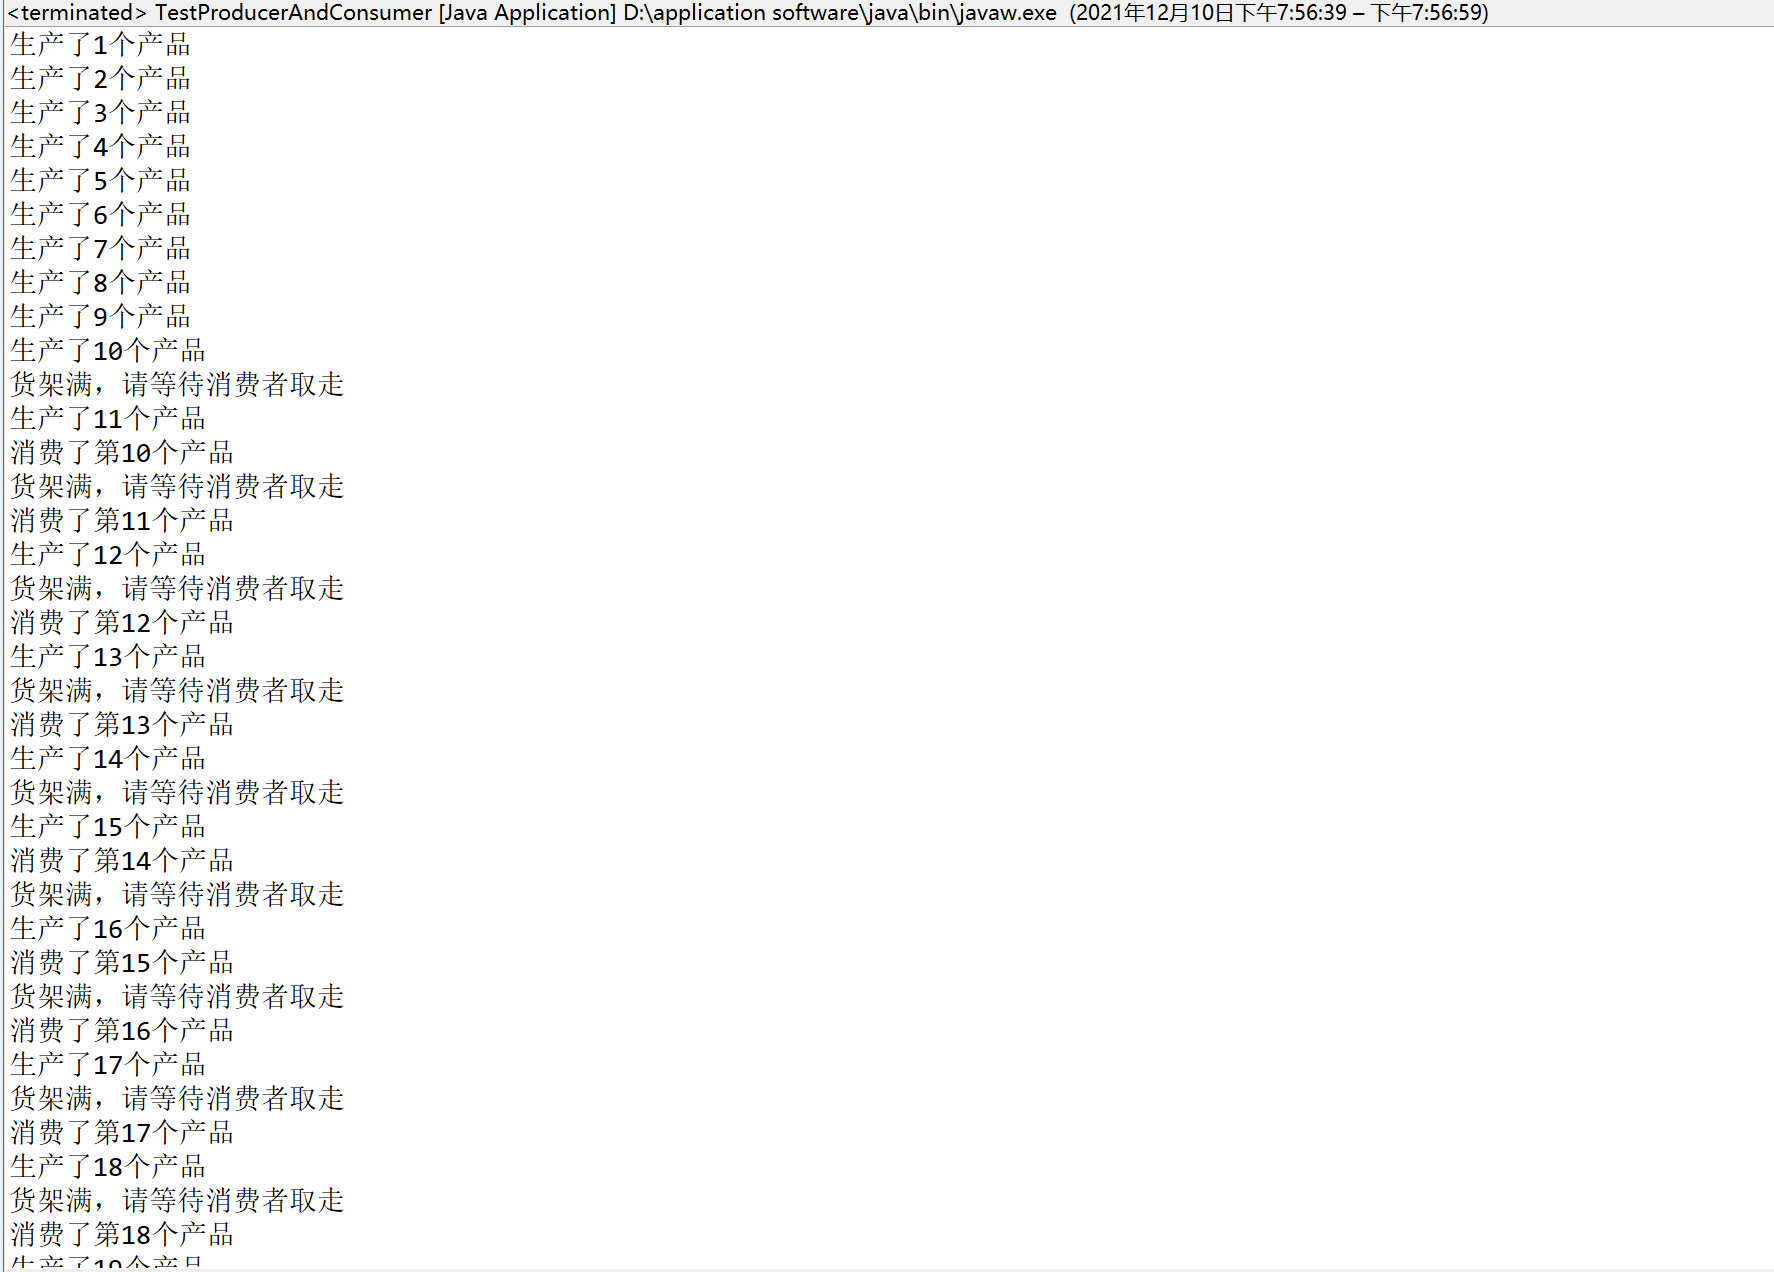 <terminated> TestProducerAndConsumer [Java Application] D:\application software\java\bin\javaw.exe  (2021年12月10日下午7:56:39 – 下午7:56:59)
生产了1个产品
生产了2个产品
生产了3个产品
生产了4个产品
生产了5个产品
生产了6个产品
生产了7个产品
生产了8个产品
生产了9个产品
生产了10个产品
货架满，请等待消费者取走
生产了11个产品
消费了第10个产品
货架满，请等待消费者取走
消费了第11个产品
生产了12个产品
货架满，请等待消费者取走
消费了第12个产品
生产了13个产品
货架满，请等待消费者取走
消费了第13个产品
生产了14个产品
货架满，请等待消费者取走
生产了15个产品
消费了第14个产品
货架满，请等待消费者取走
生产了16个产品
消费了第15个产品
货架满，请等待消费者取走
消费了第16个产品
生产了17个产品
货架满，请等待消费者取走
消费了第17个产品
生产了18个产品
货架满，请等待消费者取走
消费了第18个产品
生产了19个产品